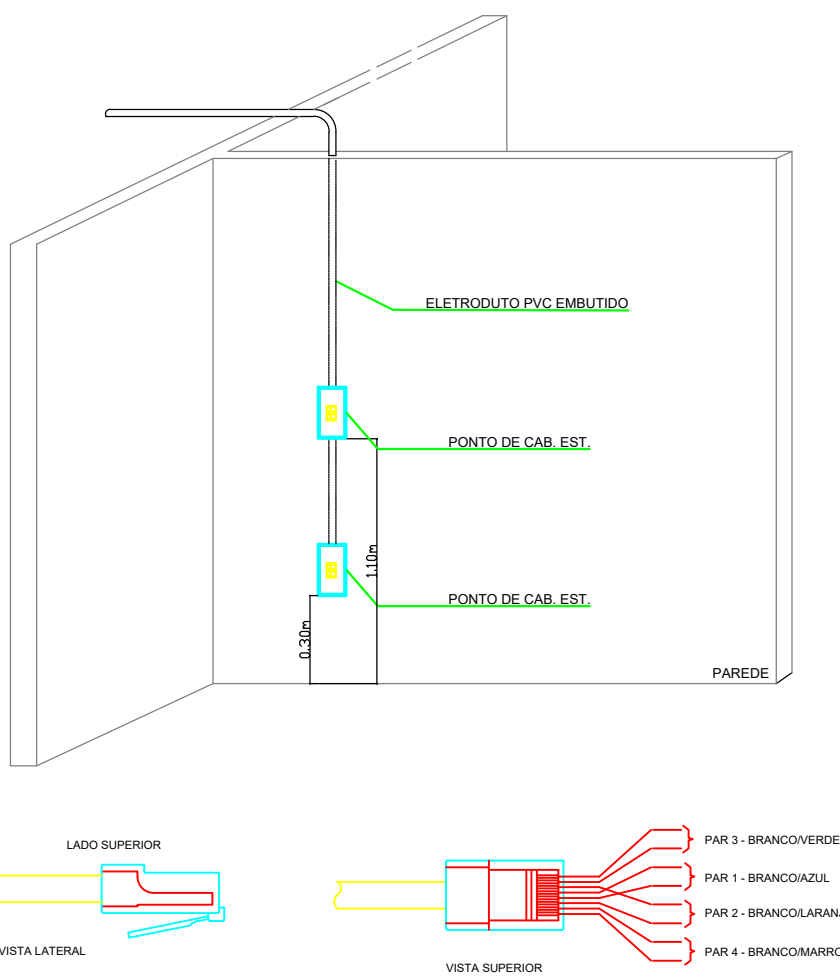 ELETRODUTO PVC EMBUTIDO
PONTO DE CAB. EST.
1.10m
PONTO DE CAB. EST.
0.30m
PAREDE
LADO SUPERIOR
PAR 3 - BRANCO/VERDE
PAR 1 - BRANCO/AZUL
PAR 2 - BRANCO/LARAN
PAR 4 - BRANCO/MARRO
VISTA LATERAL
VISTA SUPERIOR